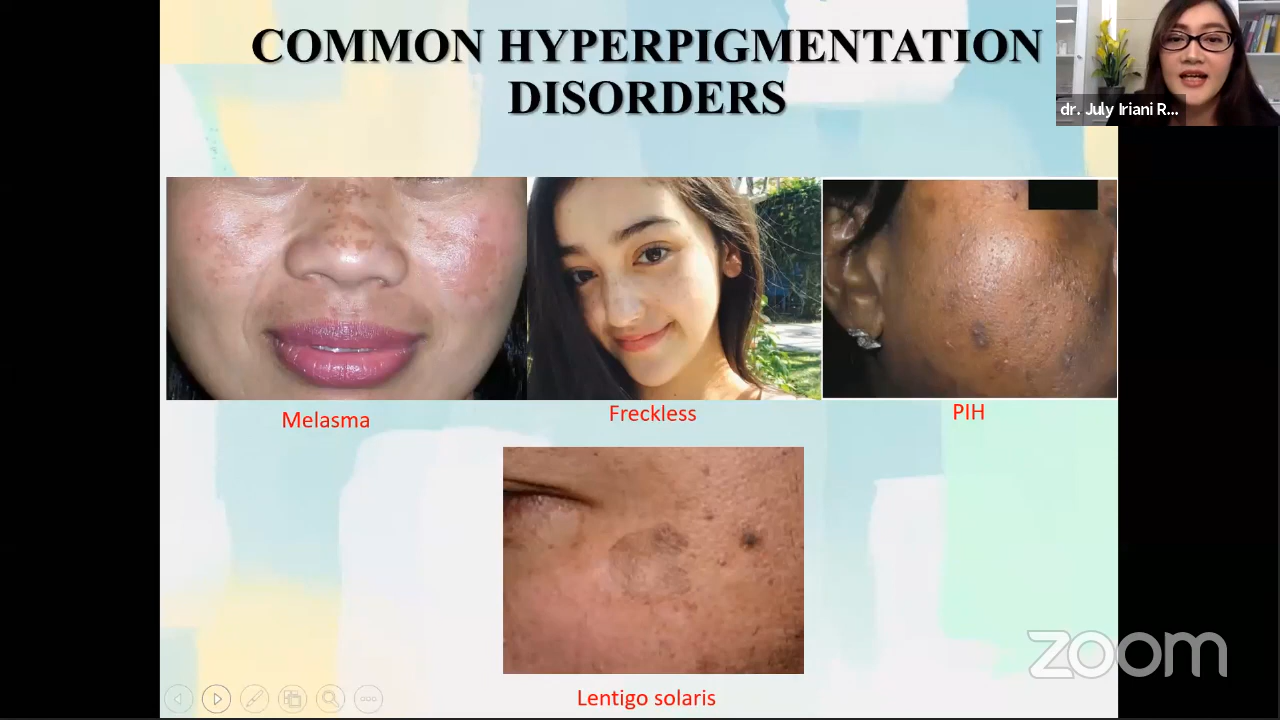 COMMON HYPERPIGMENTATION
DISORDERS
dr. July Iriani R...
Melasma
Freckless
PIH
Lentigo solaris
zoom